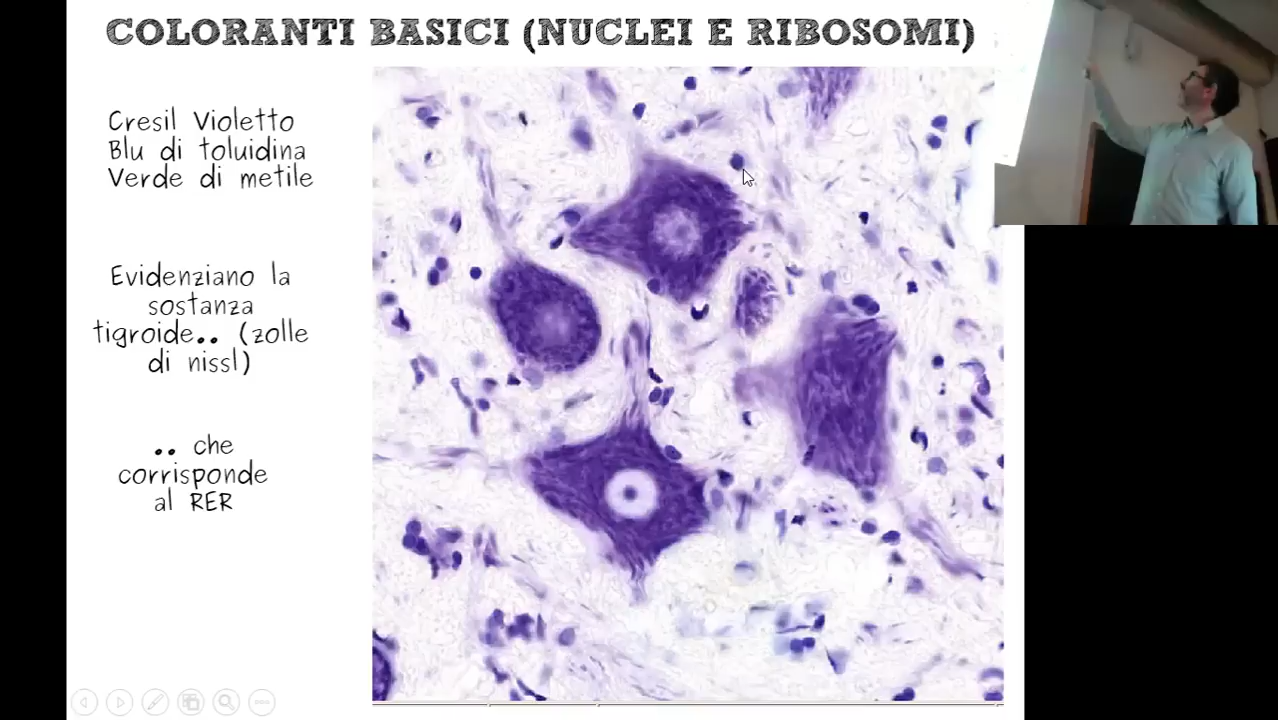 COLORANTI BASICI (NUCLEI E RIBOSOMI)
Cresil Violetto
Blu di toluidina
Verde di metile
Evidenziano la
sostanza
tigroide.. (zolle
di nissl)
.. che
corrisponde
al RER